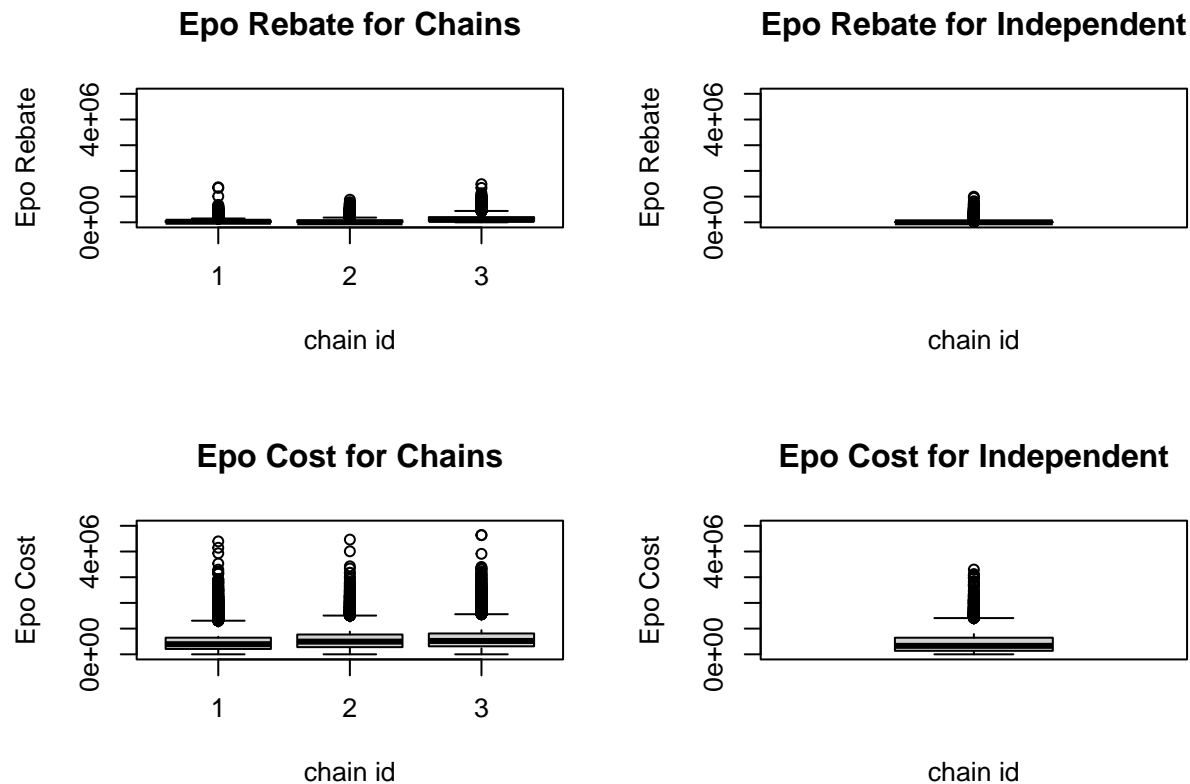 Epo Rebate for Chains
Epo Rebate
4e+06
0e+00
1 2 3
chain id
Epo Rebate for Independent
Epo Rebate
4e+06
0e+00
chain id
Epo Cost for Chains
Epo Cost
4e+06
0e+00
1 2 3
chain id
Epo Cost for Independent
Epo Cost
4e+06
0e+00
chain id